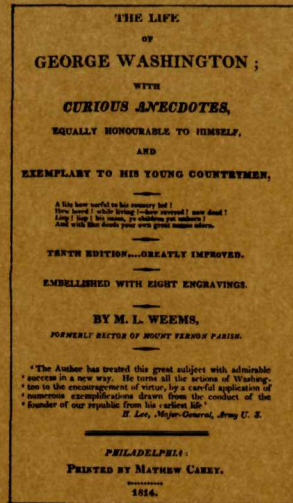 THE LIFE
OF
GEORGE WASHINGTON;
WITH
CURIOUS ANECDOTES,
EQUALLY HONOURABLE TO HIMSELF,
AND
EXEMPLARY TO HIS YOUNG COUNTRYMEN,
A life how useful to his country led!
How loved! while living!—how revered! now dead!
Lisp! lisp! his name, ye children yet unborn!
And with like deeds your own great names adorn.
TENTH EDITION....GREATLY IMPROVED.
EMBELLISHED WITH EIGHT ENGRAVINGS.
BY M. L. WEEMS,
FORMERLY RECTOR OF MOUNT VERNON PARISH.
'The Author has treated this great subject with admirable
' success in a new way. He turns all the actions of Washing-
' ton to the encouragement of virtue, by a careful application of
' numerous exemplifications drawn from the conduct of the
' founder of our republic from his earliest life.'
H. Lee, Major-General, Army U. S.
PHILADELPHIA:
PRINTED BY MATHEW CAREY.
1814.